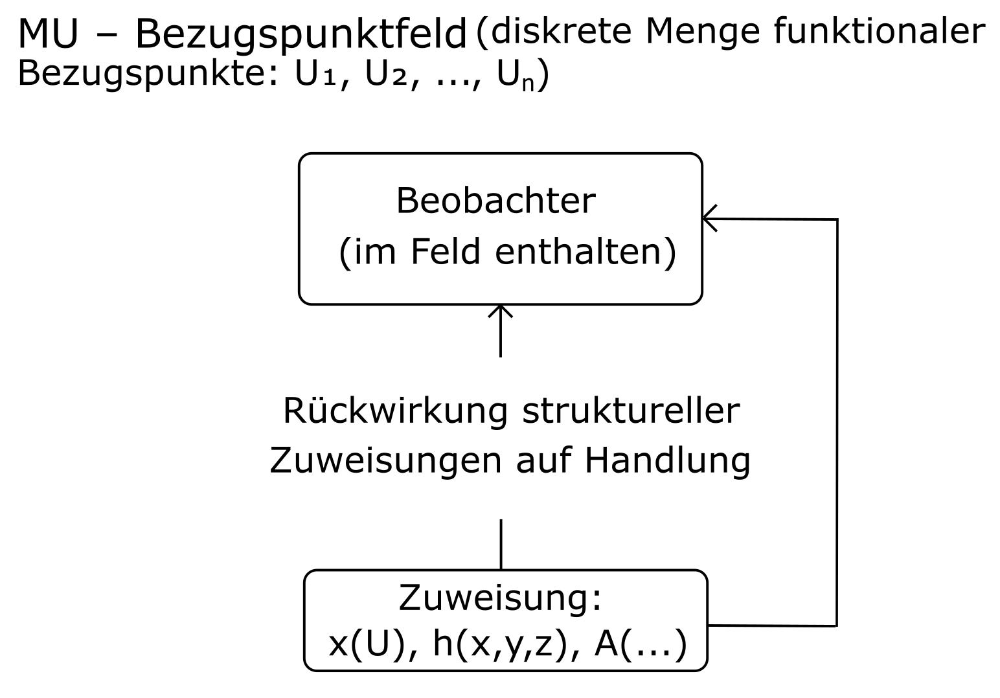 MU – Bezugspunktfeld (diskrete Menge funktionaler
Bezugspunkte: U₁, U₂, ..., Uₙ)
Beobachter
(im Feld enthalten)
Rückwirkung struktureller
Zuweisungen auf Handlung
Zuweisung:
x(U), h(x,y,z), A(...)